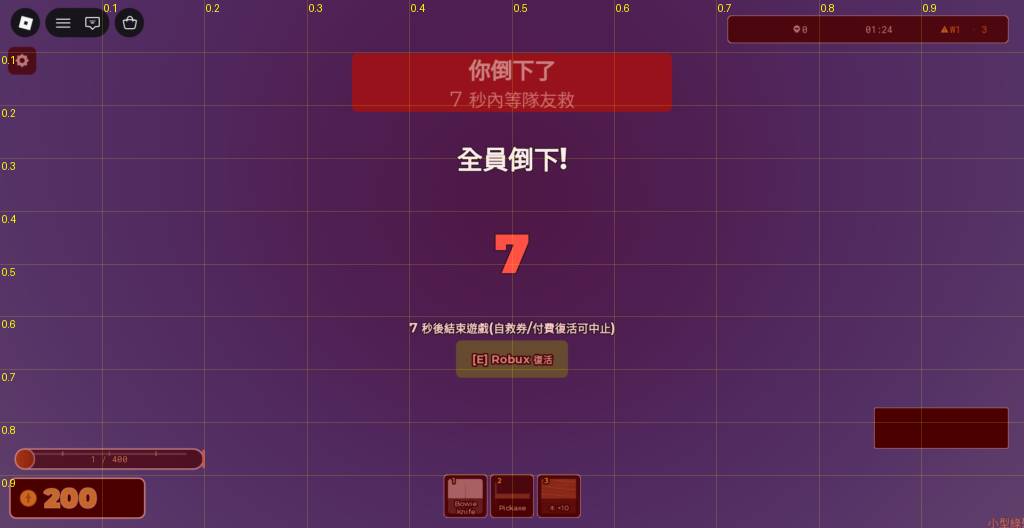 0.1 0.2 0.3 0.4 0.5 0.6 0.7 0.8 0.9
0 01:24 ▲W1 · 3
0.1
你倒下了
7 秒內等隊友救
0.2
全員倒下!
0.3
0.4
7
0.5
0.6
7 秒後結束遊戲(自救券/付費復活可中止)
[E] Robux 復活
0.7
0.8
1 / 400
0.9
200
1 Bowie Knife
2 Pickaxe
3 +10